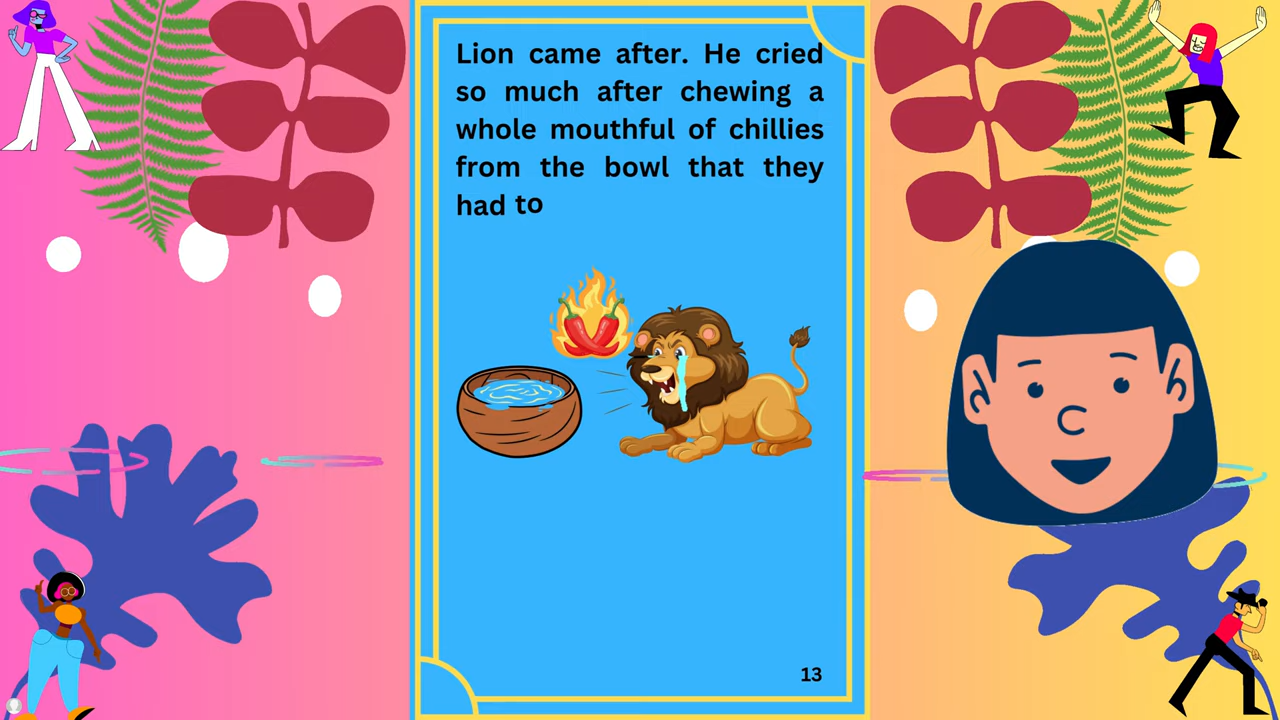 Lion came after. He cried
so much after chewing a
whole mouthful of chillies
from the bowl that they
had to
13